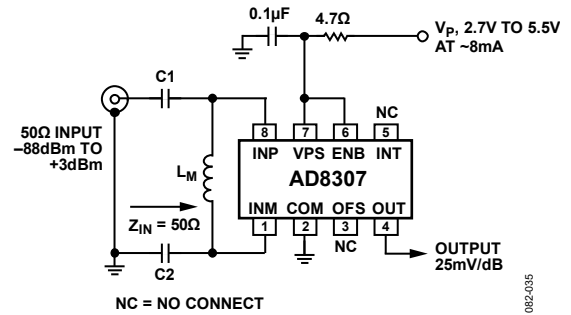 0.1µF
4.7Ω
VP, 2.7V TO 5.5V
AT ~8mA
C1
NC
50Ω INPUT
–88dBm TO
+3dBm
8 7 6 5
INP VPS ENB INT
LM
AD8307
ZIN = 50Ω
INM COM OFS OUT
1 2 3 4
NC
OUTPUT
25mV/dB
C2
NC = NO CONNECT
082-035